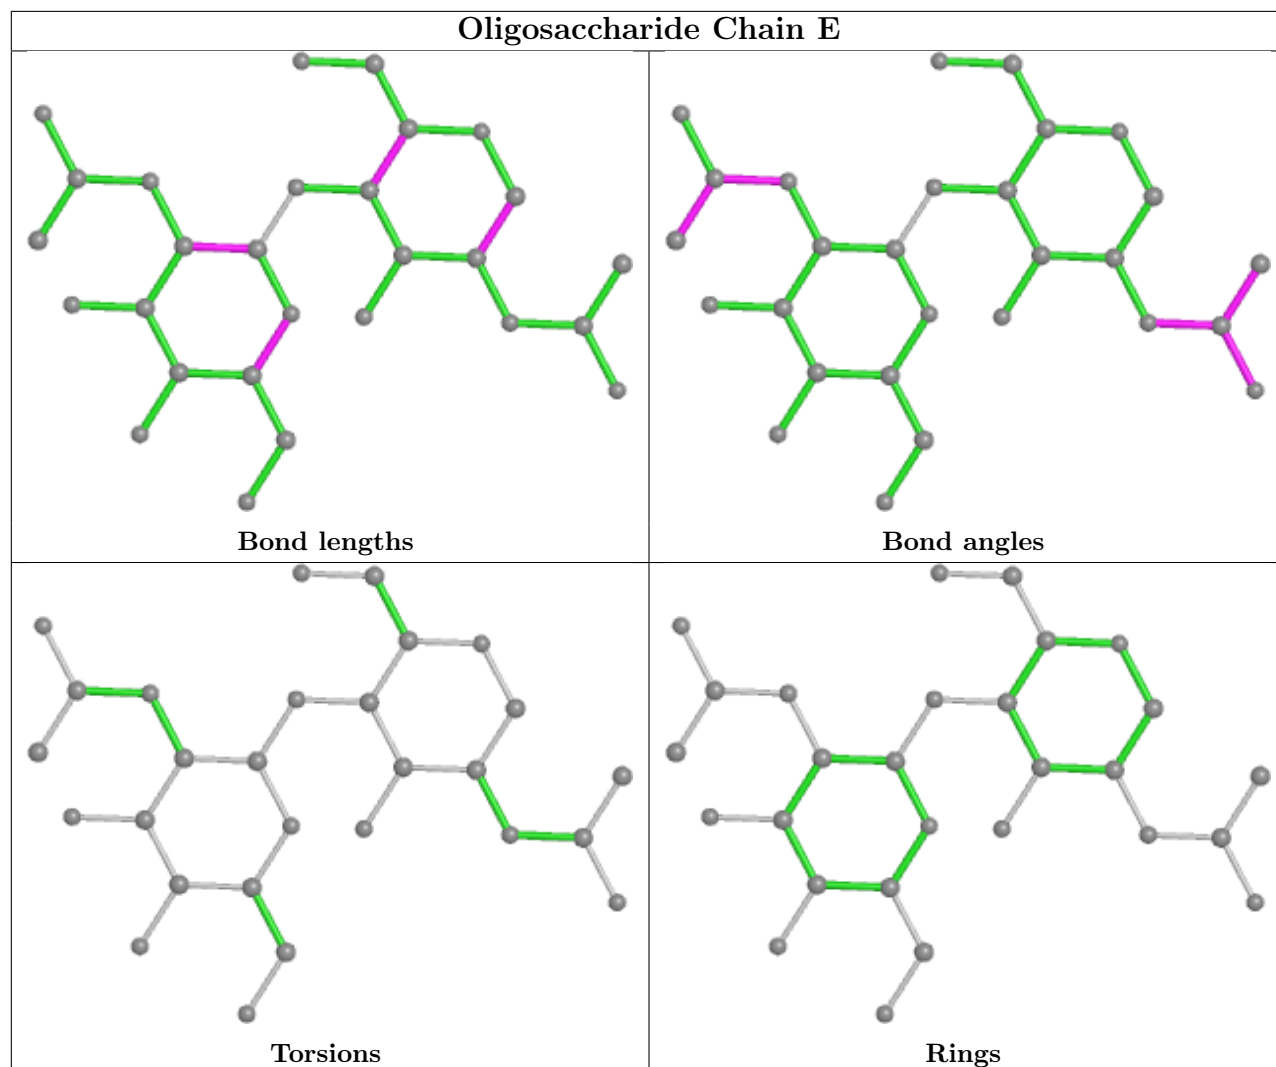 Oligosaccharide Chain E
Bond lengths
Bond angles
Torsions
Rings